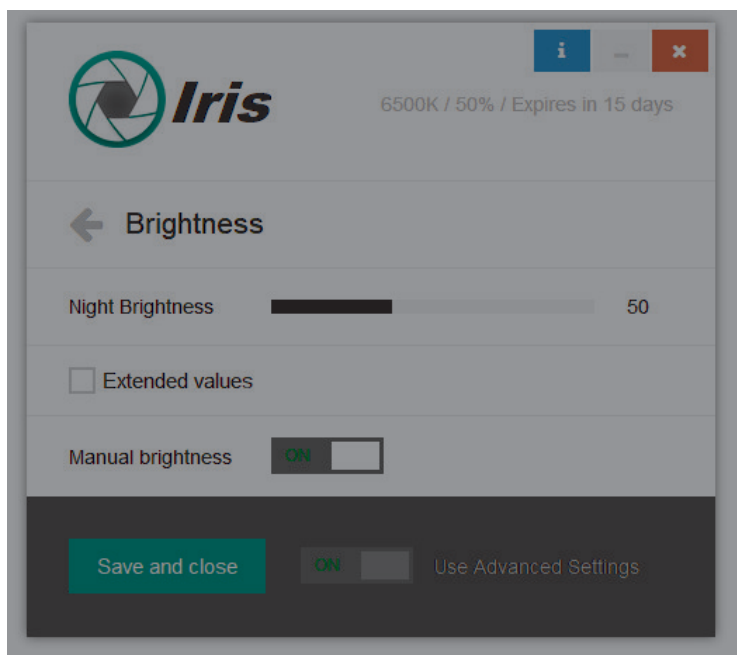 Iris
6500K / 50% / Expires in 15 days
Brightness
Night Brightness 50
Extended values
Manual brightness ON
Save and close ON Use Advanced Settings